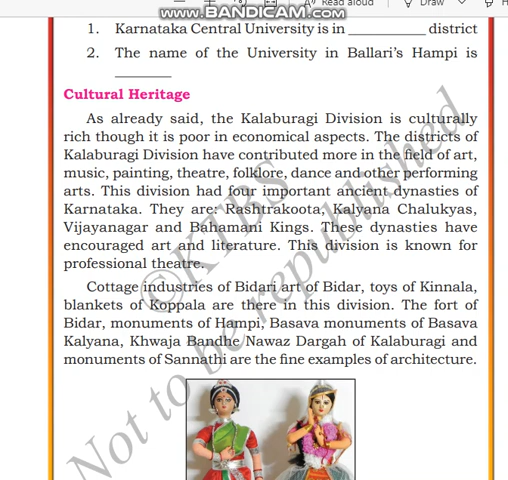 www.BANDICAM.com
Read aloud
Draw
1. Karnataka Central University is in __________ district
2. The name of the University in Ballari's Hampi is
________
Cultural Heritage
As already said, the Kalaburagi Division is culturally
rich though it is poor in economical aspects. The districts of
Kalaburagi Division have contributed more in the field of art,
music, painting, theatre, folklore, dance and other performing
arts. This division had four important ancient dynasties of
Karnataka. They are: Rashtrakoota, Kalyana Chalukyas,
Vijayanagar and Bahamani Kings. These dynasties have
encouraged art and literature. This division is known for
professional theatre.
Cottage industries of Bidari art of Bidar, toys of Kinnala,
blankets of Koppala are there in this division. The fort of
Bidar, monuments of Hampi, Basava monuments of Basava
Kalyana, Khwaja Bandhe Nawaz Dargah of Kalaburagi and
monuments of Sannathi are the fine examples of architecture.
©KTBS
Not to be republished